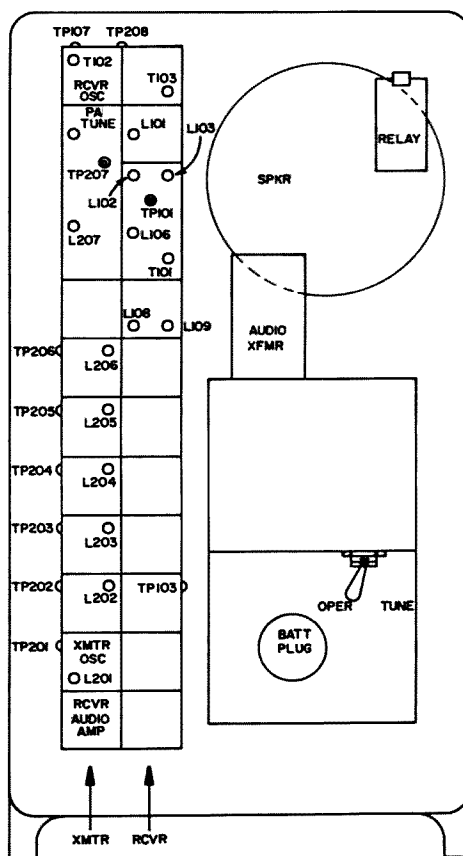 TP107 TP208
T102
T103
RCVR
OSC
PA
TUNE
L101
L103
RELAY
TP207
L102
SPKR
TP101
L207
L106
T101
L108
L109
AUDIO
XFMR
TP206
L206
TP205
L205
TP204
L204
TP203
L203
TP202
L202
TP103
OPER
TUNE
BATT
PLUG
TP201
XMTR
OSC
L201
RCVR
AUDIO
AMP
XMTR RCVR